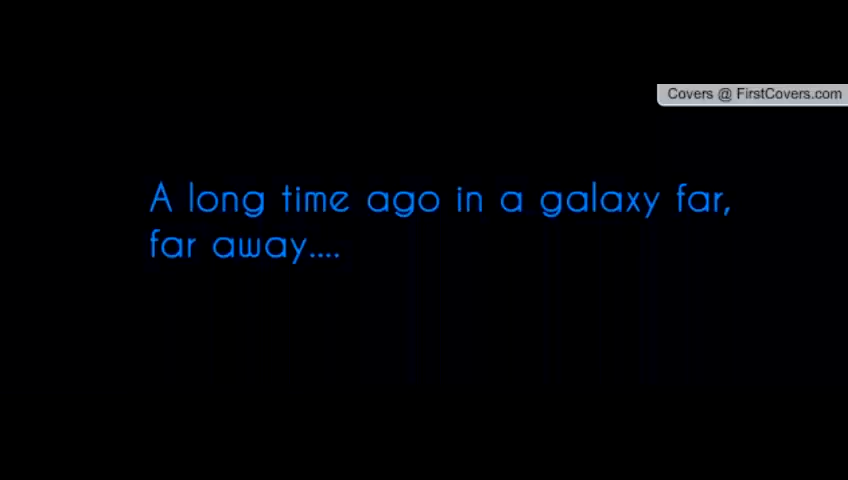 Covers @ FirstCovers.com
A long time ago in a galaxy far,
far away....